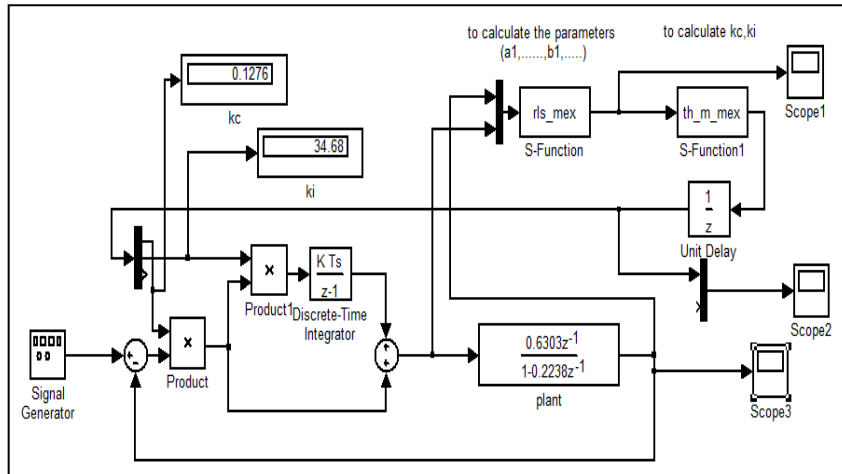 to calculate the parameters
(a1,......,b1,.....)
to calculate kc,ki
0.1276
kc
34.68
ki
rls_mex
S-Function
th_m_mex
S-Function1
Scope1
1
z
Unit Delay
×
Product1
K Ts
z-1
Discrete-Time
Integrator
Scope2
Signal
Generator
+
-
×
Product
+
+
0.6303z-1
1-0.2238z-1
plant
Scope3